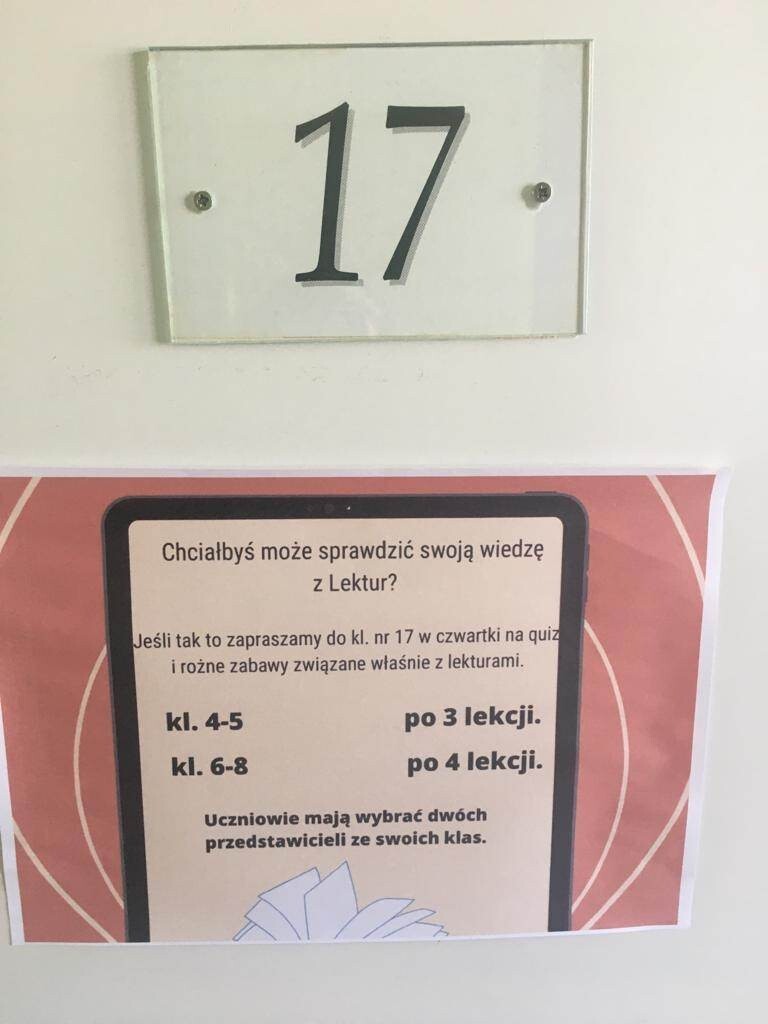 17
Chciałbyś może sprawdzić swoją wiedzę
z Lektur?
Jeśli tak to zapraszamy do kl. nr 17 w czwartki na quiz
i rożne zabawy związane właśnie z lekturami.
kl. 4-5 po 3 lekcji.
kl. 6-8 po 4 lekcji.
Uczniowie mają wybrać dwóch
przedstawicieli ze swoich klas.